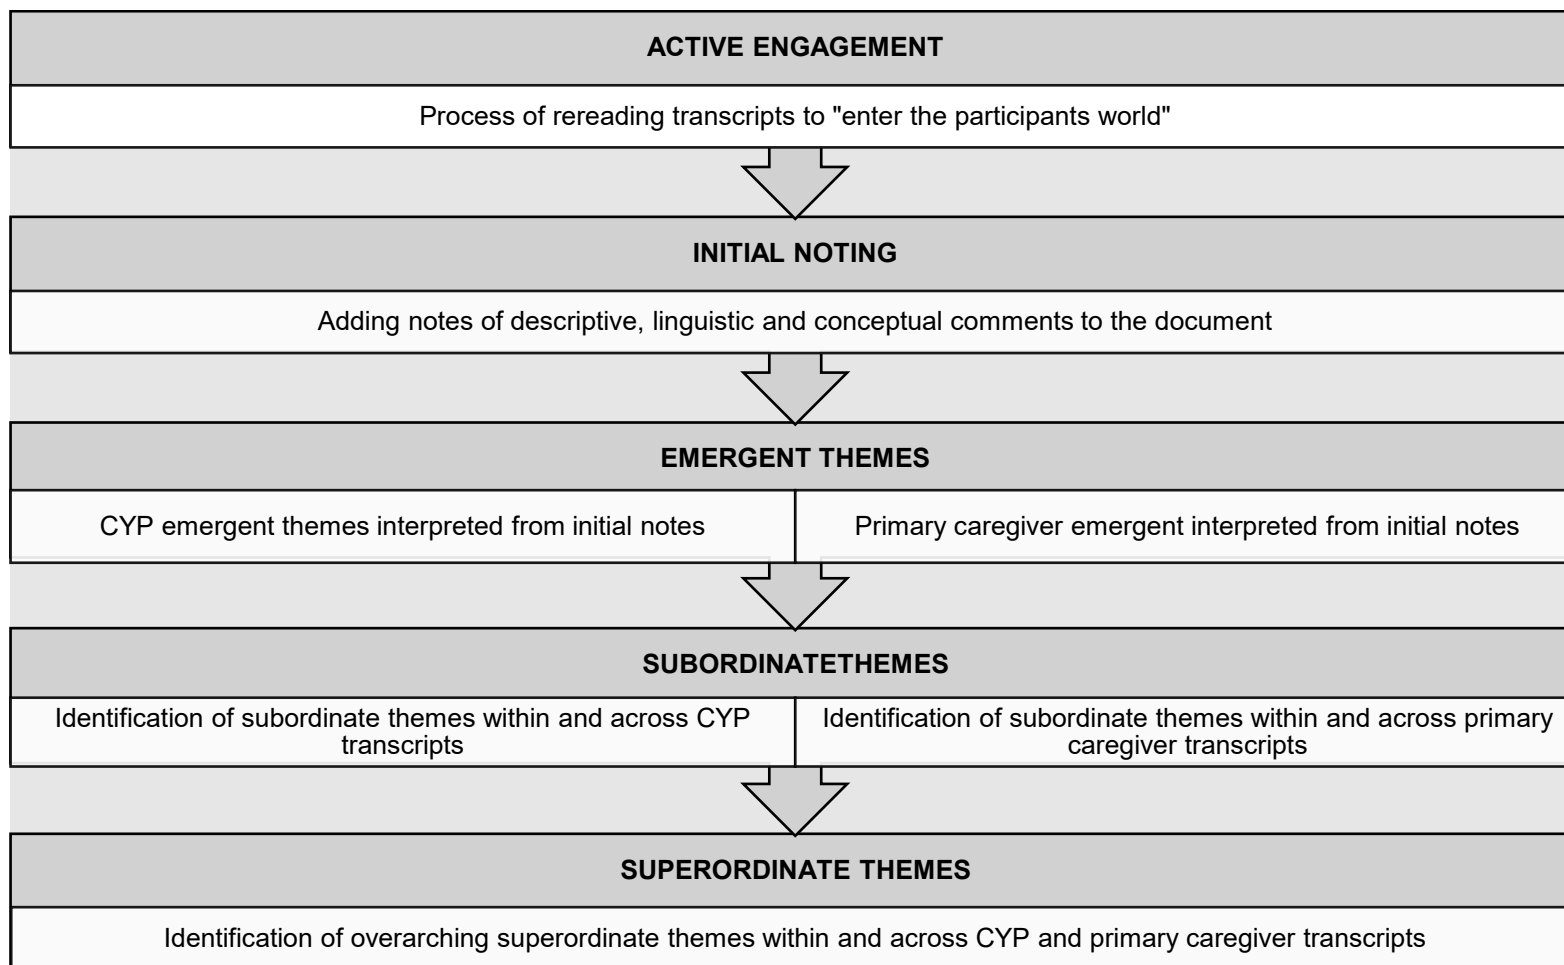 ACTIVE ENGAGEMENT
Process of rereading transcripts to "enter the participants world"
INITIAL NOTING
Adding notes of descriptive, linguistic and conceptual comments to the document
EMERGENT THEMES
CYP emergent themes interpreted from initial notes
Primary caregiver emergent interpreted from initial notes
SUBORDINATETHEMES
Identification of subordinate themes within and across CYP
transcripts
Identification of subordinate themes within and across primary
caregiver transcripts
SUPERORDINATE THEMES
Identification of overarching superordinate themes within and across CYP and primary caregiver transcripts